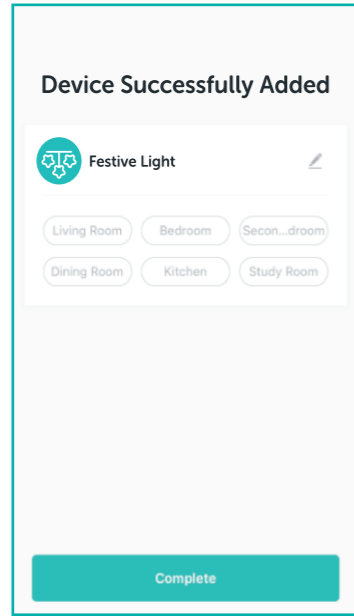 Device Successfully Added
Festive Light
Living Room Bedroom Secon...droom
Dining Room Kitchen Study Room
Complete